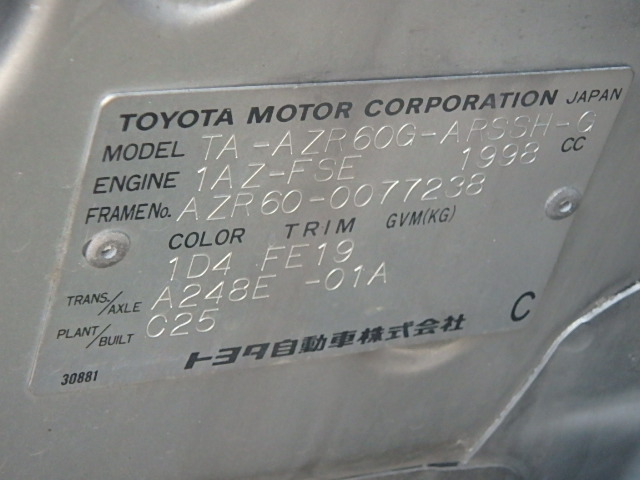 TOYOTA MOTOR CORPORATION JAPAN
MODEL TA-AZR60G-ARSSH-G
ENGINE 1AZ-FSE 1998 CC
FRAME No. AZR60-0077238
COLOR TRIM GVM(KG)
1D4 FE19
TRANS./AXLE A248E -01A
PLANT/BUILT C25
トヨタ自動車株式会社 C
30881